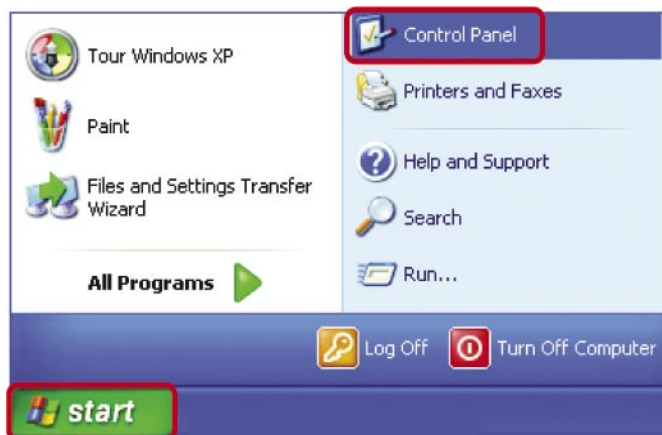 Tour Windows XP
Paint
Files and Settings Transfer
Wizard
All Programs
Control Panel
Printers and Faxes
Help and Support
Search
Run...
Log Off
Turn Off Computer
start